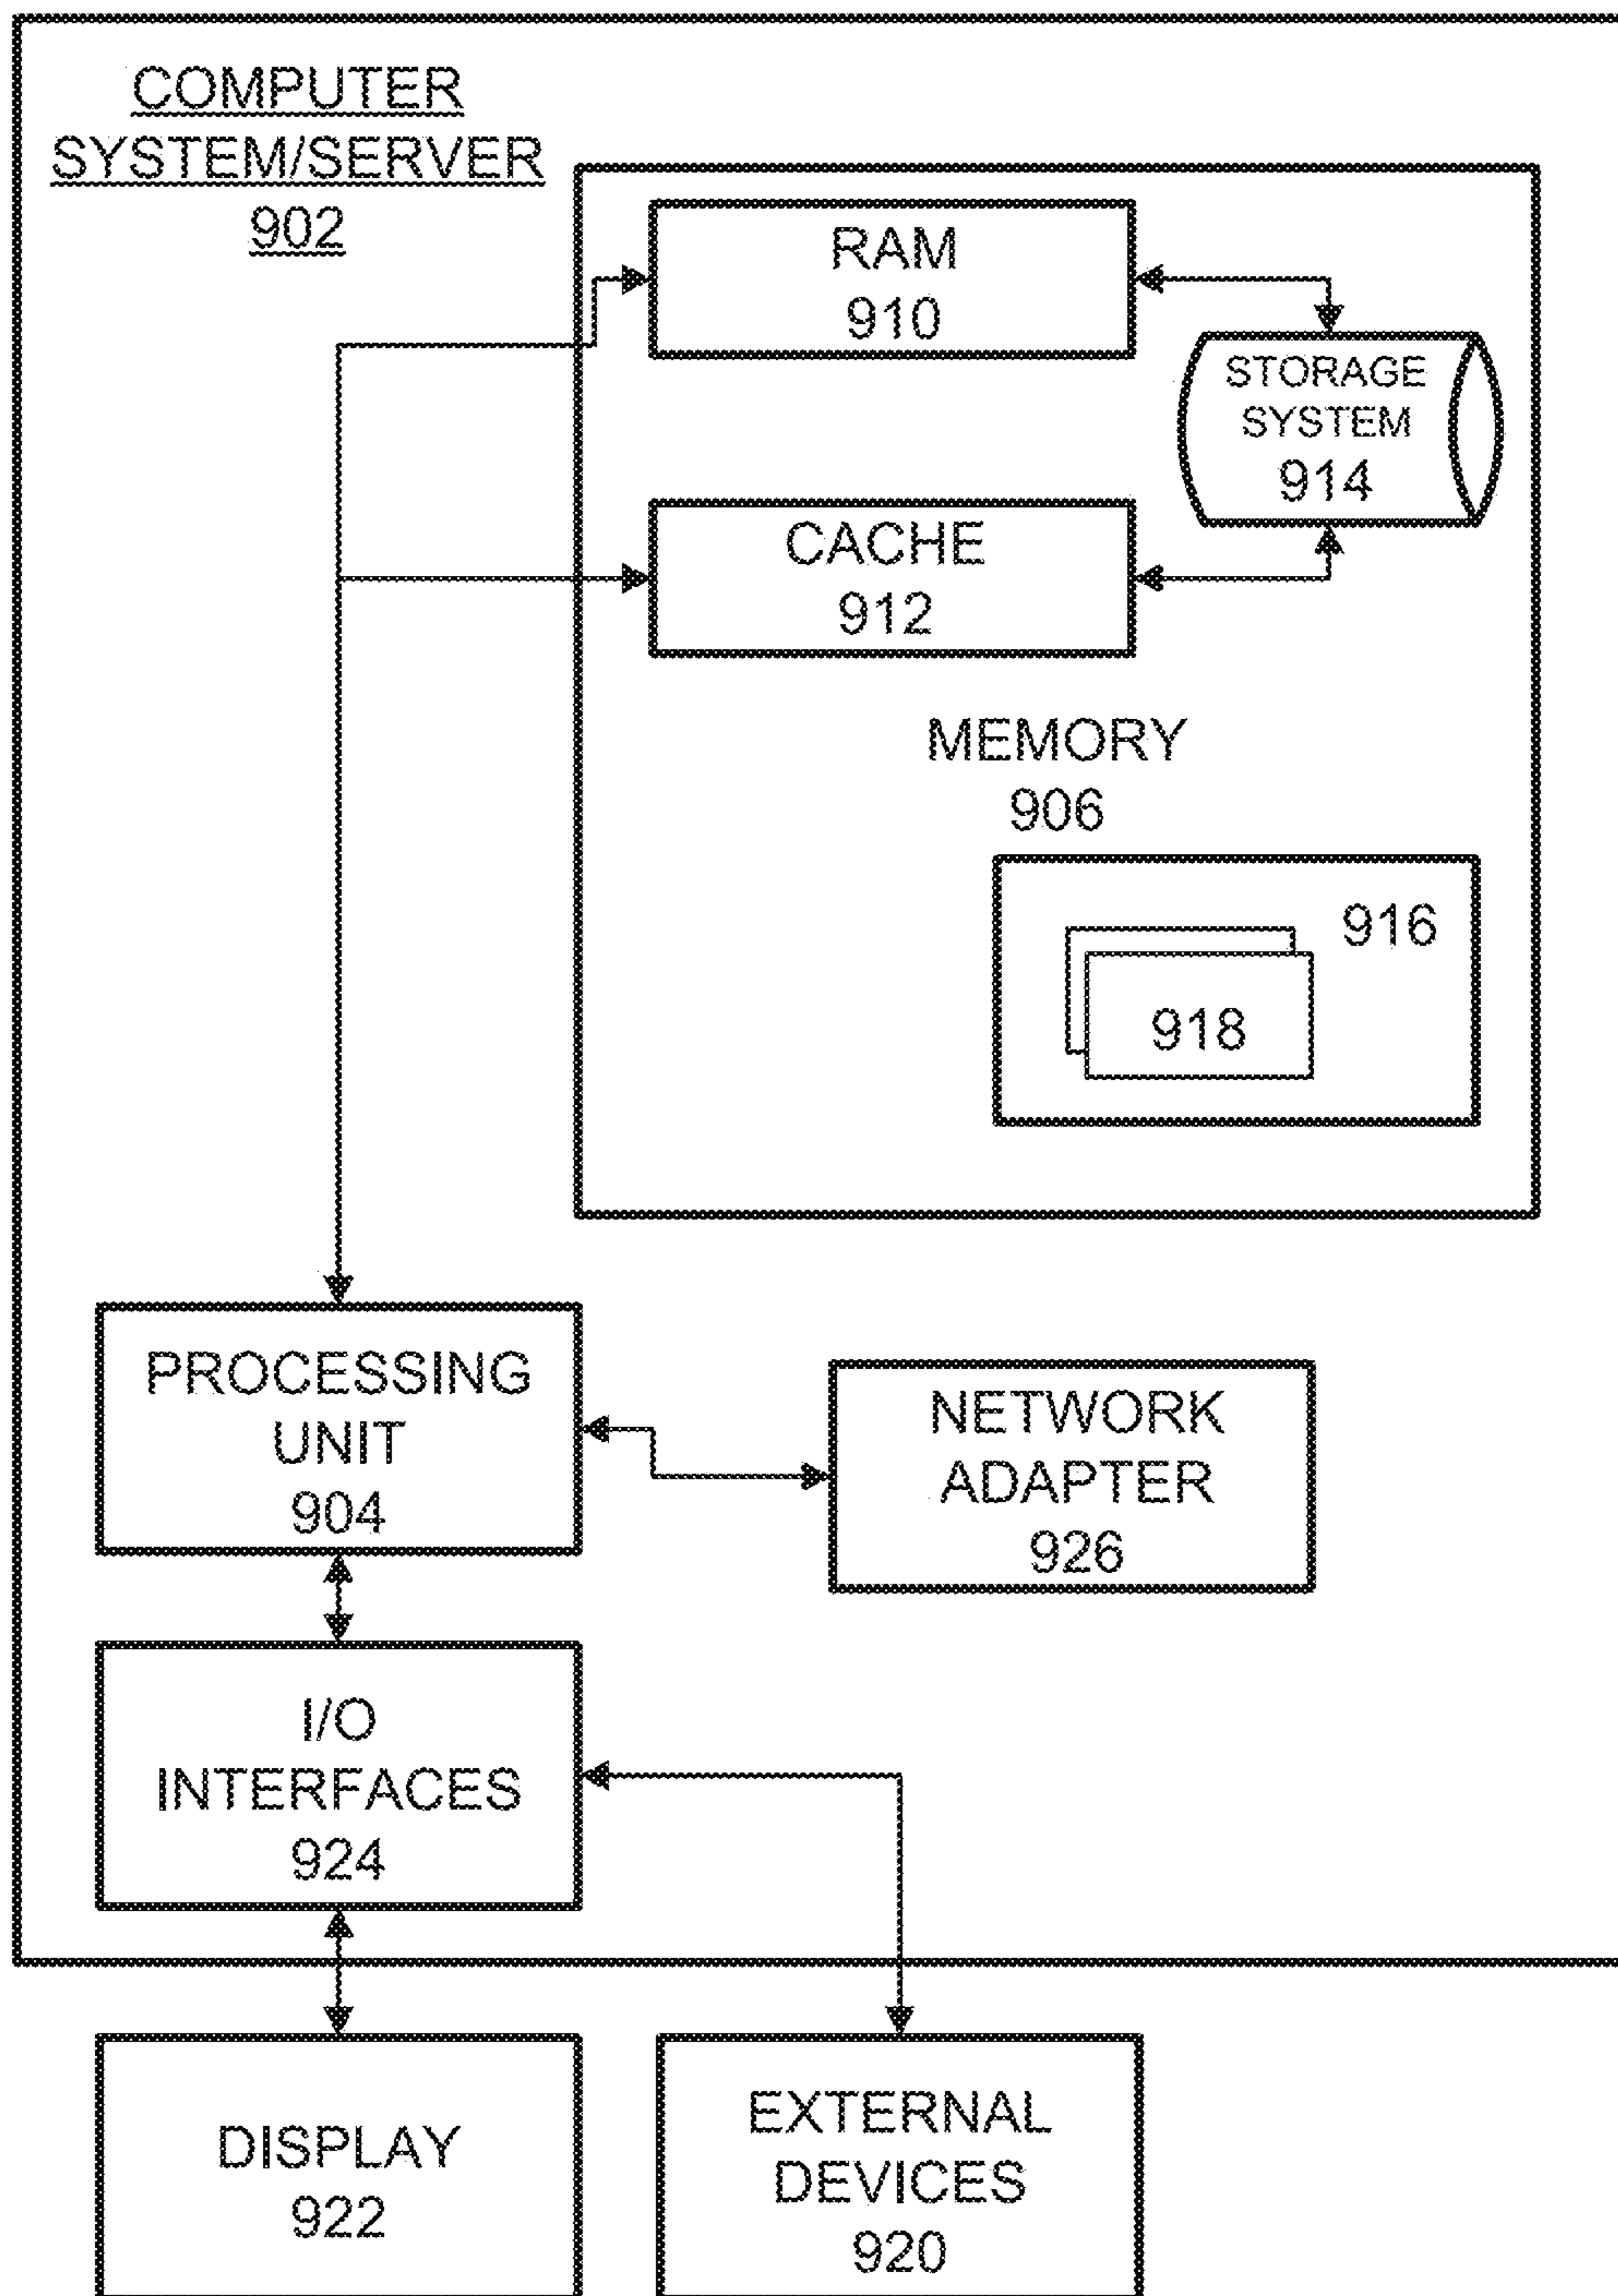 COMPUTER
SYSTEM/SERVER
902
RAM
910
STORAGE
SYSTEM
914
CACHE
912
MEMORY
906
916
918
PROCESSING
UNIT
904
NETWORK
ADAPTER
926
I/O
INTERFACES
924
DISPLAY
922
EXTERNAL
DEVICES
920